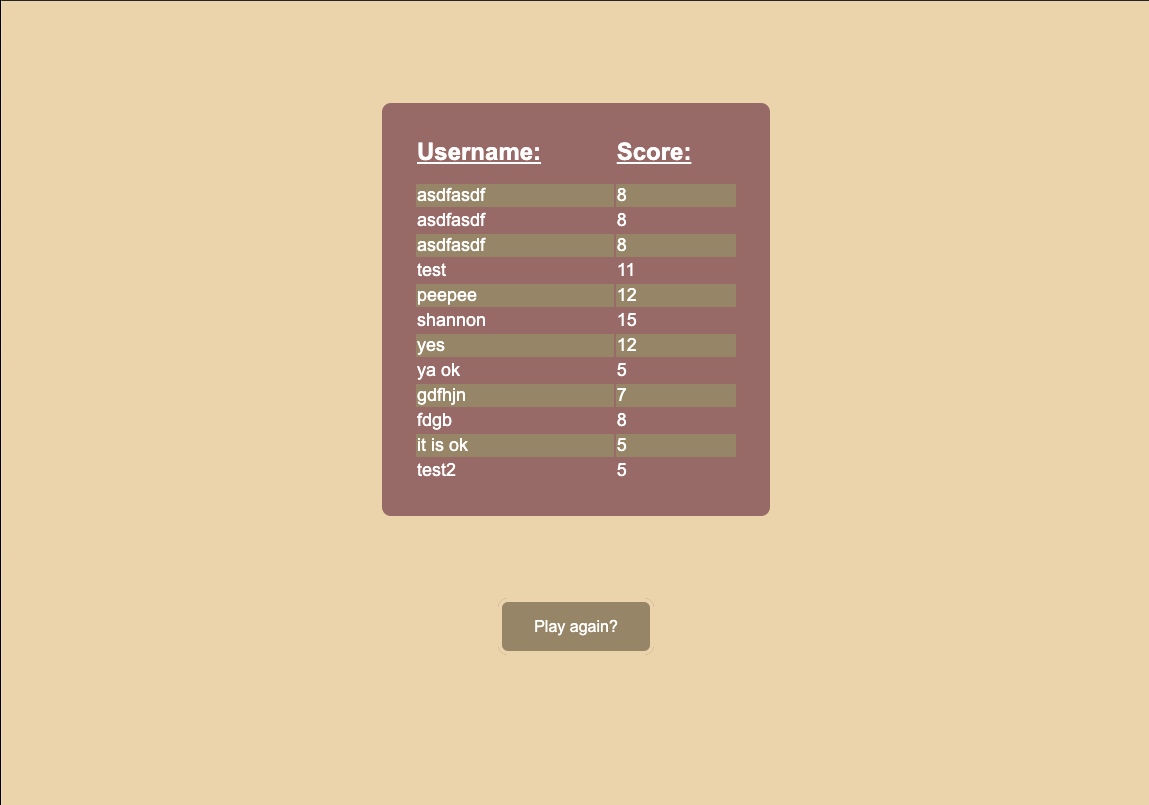 Username: Score:
asdfasdf 8
asdfasdf 8
asdfasdf 8
test 11
peepee 12
shannon 15
yes 12
ya ok 5
gdfhjn 7
fdgb 8
it is ok 5
test2 5
Play again?